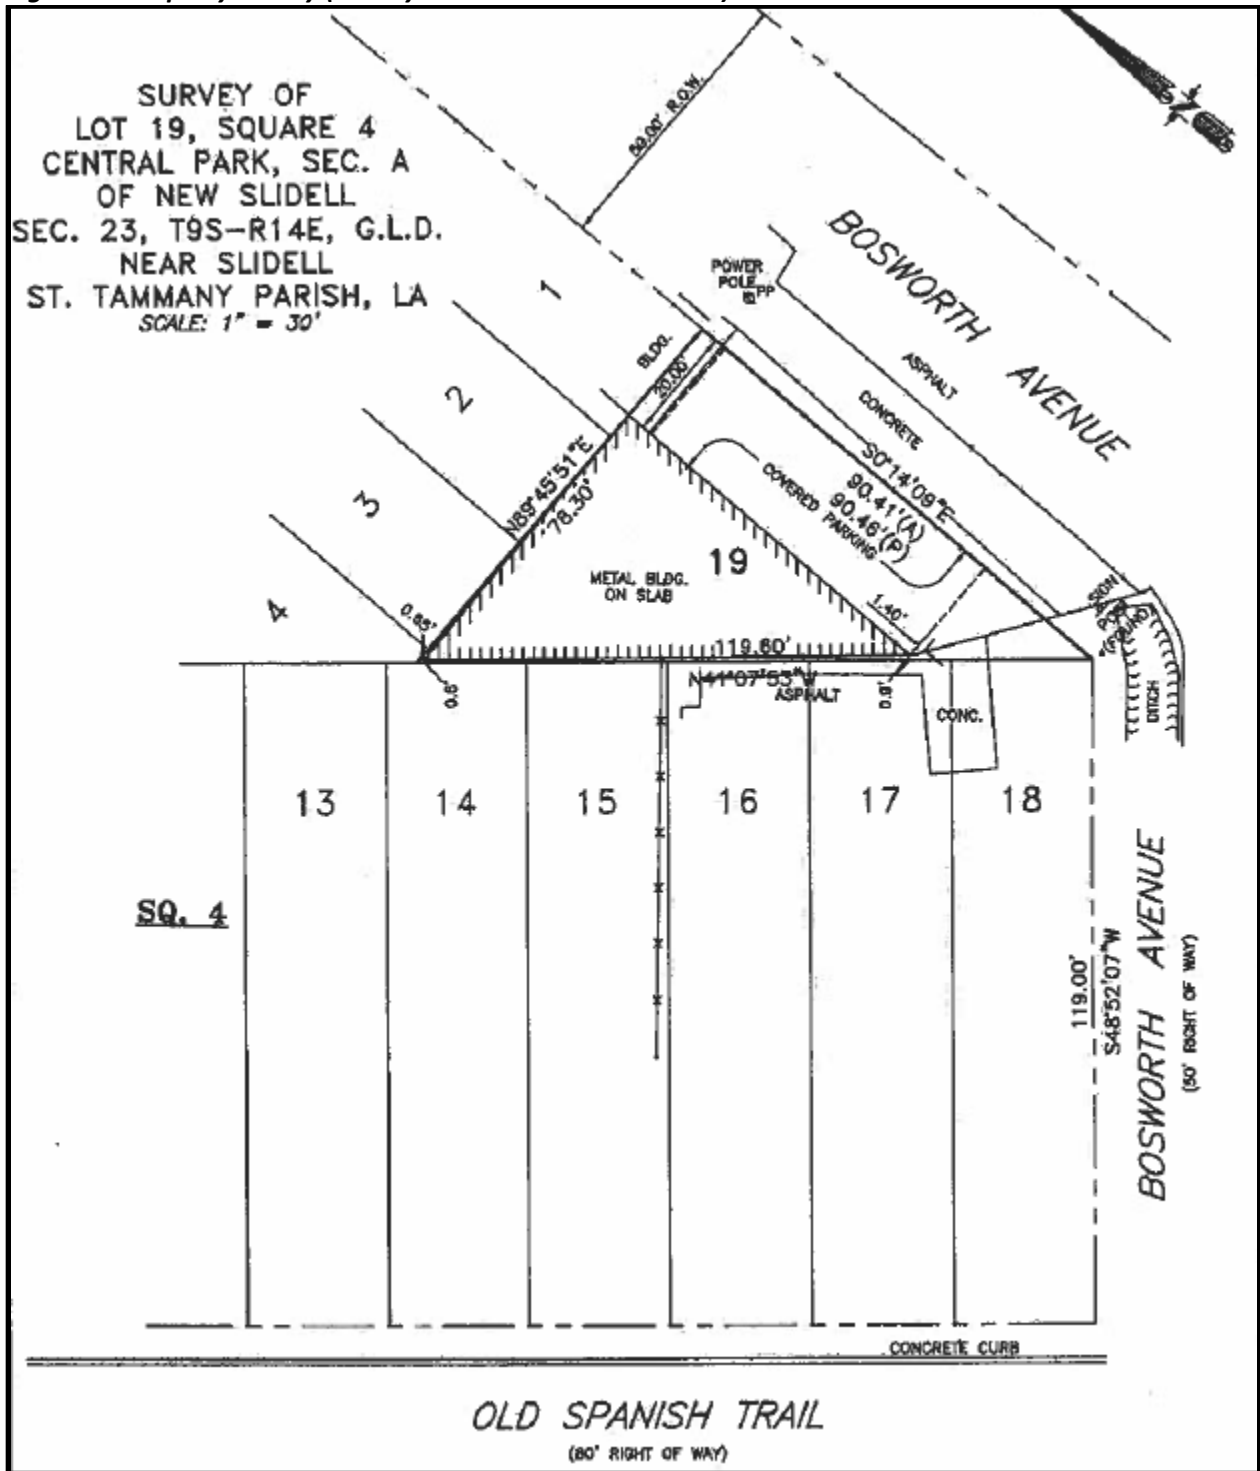 SURVEY OF
LOT 19, SQUARE 4
CENTRAL PARK, SEC. A
OF NEW SLIDELL
SEC. 23, T9S-R14E, G.L.D.
NEAR SLIDELL
ST. TAMMANY PARISH, LA
SCALE: 1" = 30'
R.O.W.
BOSWORTH AVENUE
POWER
POLE
PP
ASPHALT
CONCRETE
1
2
3
4
BLDG.
20.00'
N89°45'51"E
78.30'
S0°14'09"E
90.41'(A)
90.46'(P)
COVERED PARKING
19
METAL BLDG.
ON SLAB
1.40'
0.65'
119.60'
N41°07'53"W
ASPHALT
0.6'
0.9'
CONC.
SIGN
POST
(FOUND)
DITCH
13
14
15
16
17
18
SQ. 4
119.00'
S48°52'07"W
BOSWORTH AVENUE
(50' RIGHT OF WAY)
CONCRETE CURB
OLD SPANISH TRAIL
(80' RIGHT OF WAY)